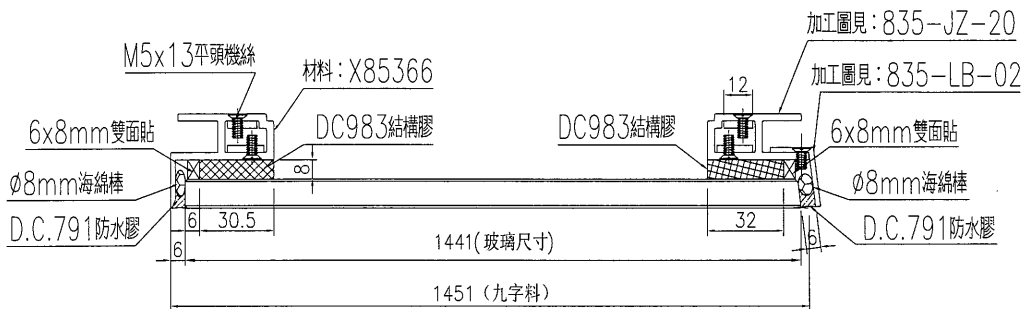 加工圖見：835-JZ-20
M5x13平頭機絲
材料：X85366
12
加工圖見：835-LB-02
6x8mm雙面貼
DC983結構膠
DC983結構膠
6x8mm雙面貼
8
Ø8mm海綿棒
Ø8mm海綿棒
D.C.791防水膠
6
30.5
32
6
D.C.791防水膠
6
1441(玻璃尺寸)
1451（九字料）